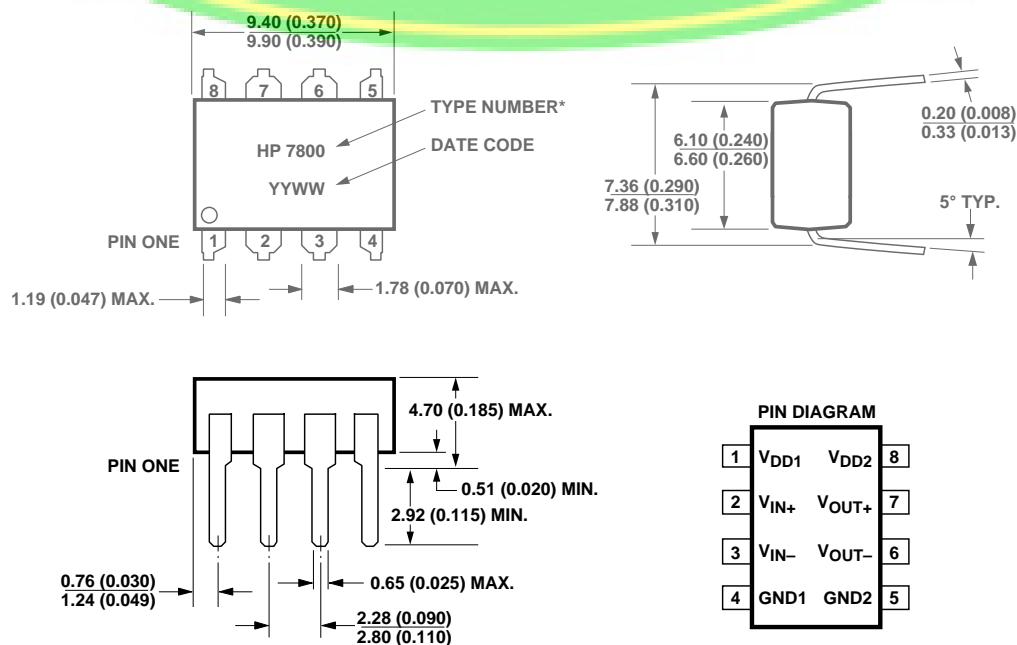 9.40 (0.370)
9.90 (0.390)
8 7 6 5
TYPE NUMBER*
HP 7800
DATE CODE
YYWW
PIN ONE
1 2 3 4
1.19 (0.047) MAX.
1.78 (0.070) MAX.
0.20 (0.008)
0.33 (0.013)
6.10 (0.240)
6.60 (0.260)
7.36 (0.290)
7.88 (0.310)
5° TYP.
4.70 (0.185) MAX.
PIN ONE
0.51 (0.020) MIN.
2.92 (0.115) MIN.
0.76 (0.030)
1.24 (0.049)
0.65 (0.025) MAX.
2.28 (0.090)
2.80 (0.110)
PIN DIAGRAM
1 VDD1 VDD2 8
2 VIN+ VOUT+ 7
3 VIN– VOUT– 6
4 GND1 GND2 5